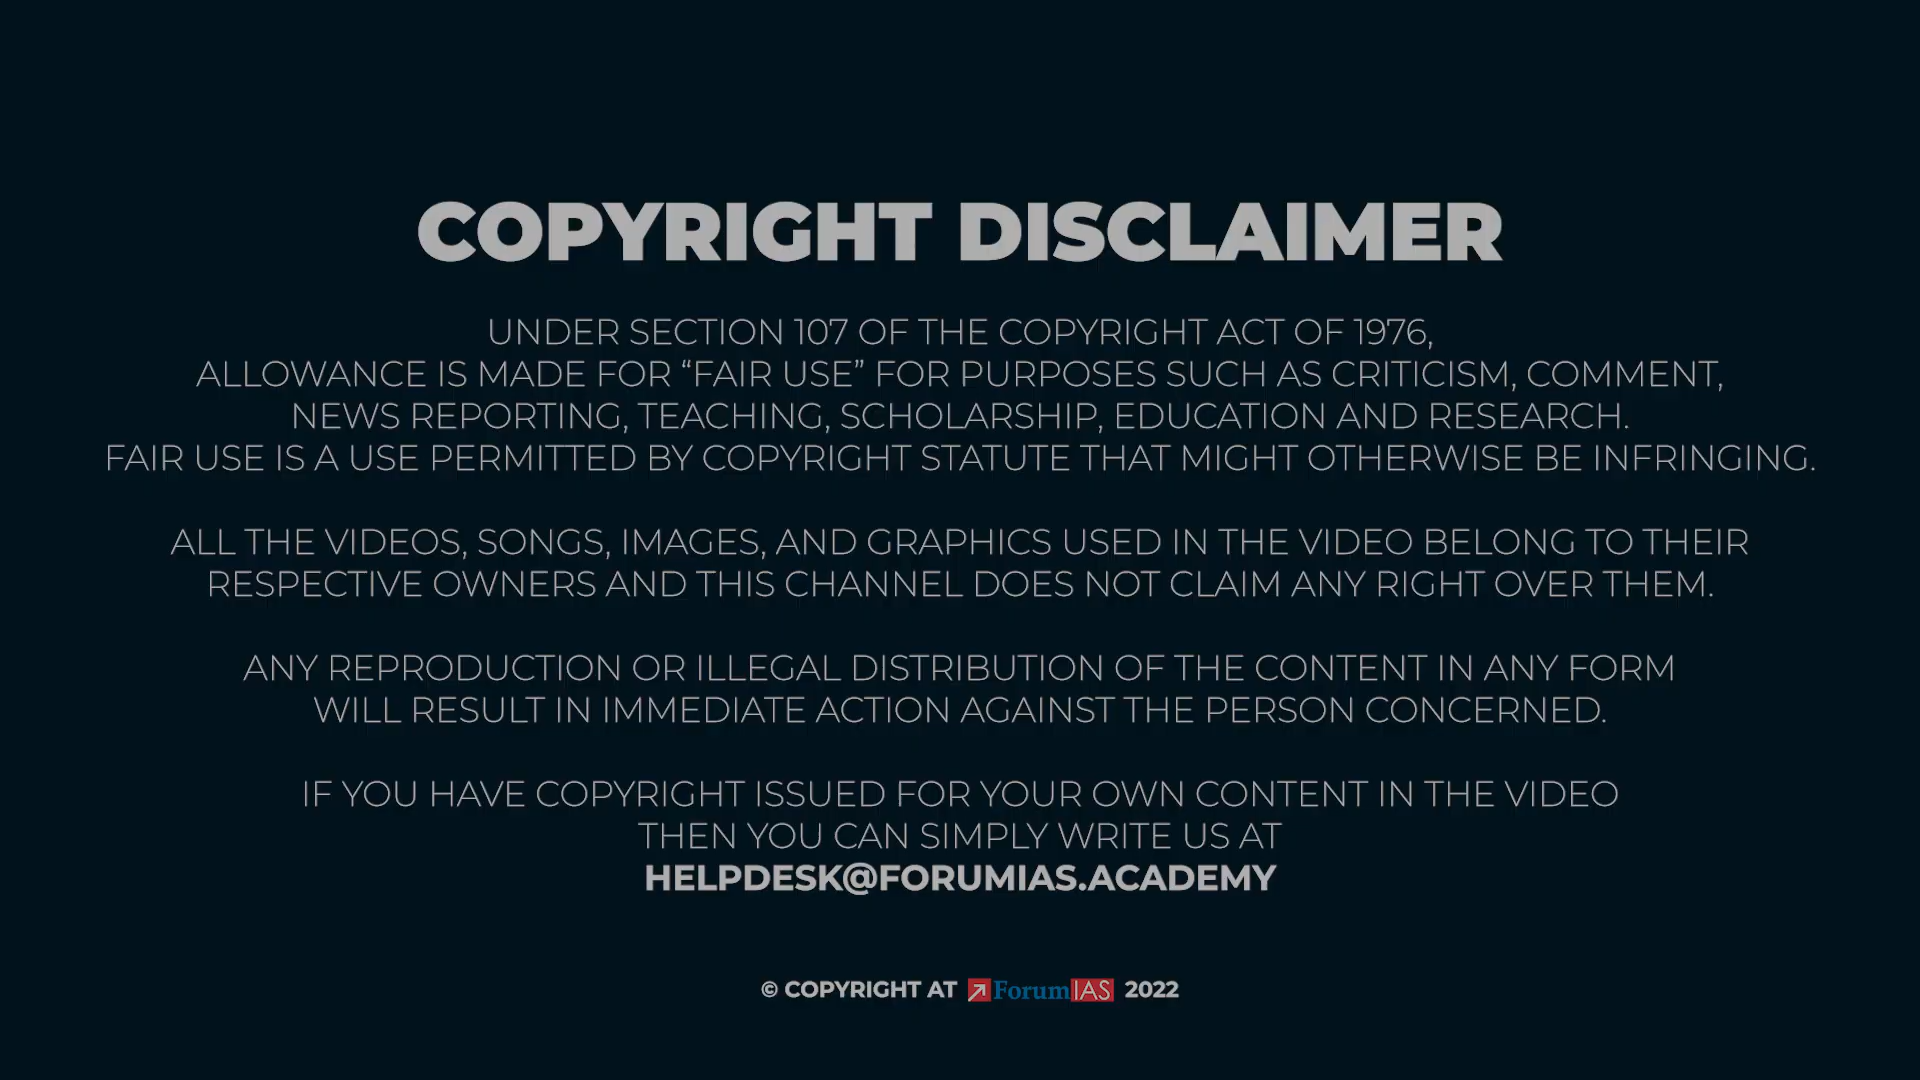 COPYRIGHT DISCLAIMER
UNDER SECTION 107 OF THE COPYRIGHT ACT OF 1976,
ALLOWANCE IS MADE FOR “FAIR USE” FOR PURPOSES SUCH AS CRITICISM, COMMENT,
NEWS REPORTING, TEACHING, SCHOLARSHIP, EDUCATION AND RESEARCH.
FAIR USE IS A USE PERMITTED BY COPYRIGHT STATUTE THAT MIGHT OTHERWISE BE INFRINGING.
ALL THE VIDEOS, SONGS, IMAGES, AND GRAPHICS USED IN THE VIDEO BELONG TO THEIR
RESPECTIVE OWNERS AND THIS CHANNEL DOES NOT CLAIM ANY RIGHT OVER THEM.
ANY REPRODUCTION OR ILLEGAL DISTRIBUTION OF THE CONTENT IN ANY FORM
WILL RESULT IN IMMEDIATE ACTION AGAINST THE PERSON CONCERNED.
IF YOU HAVE COPYRIGHT ISSUED FOR YOUR OWN CONTENT IN THE VIDEO
THEN YOU CAN SIMPLY WRITE US AT
HELPDESK@FORUMIAS.ACADEMY
© COPYRIGHT AT ForumIAS 2022